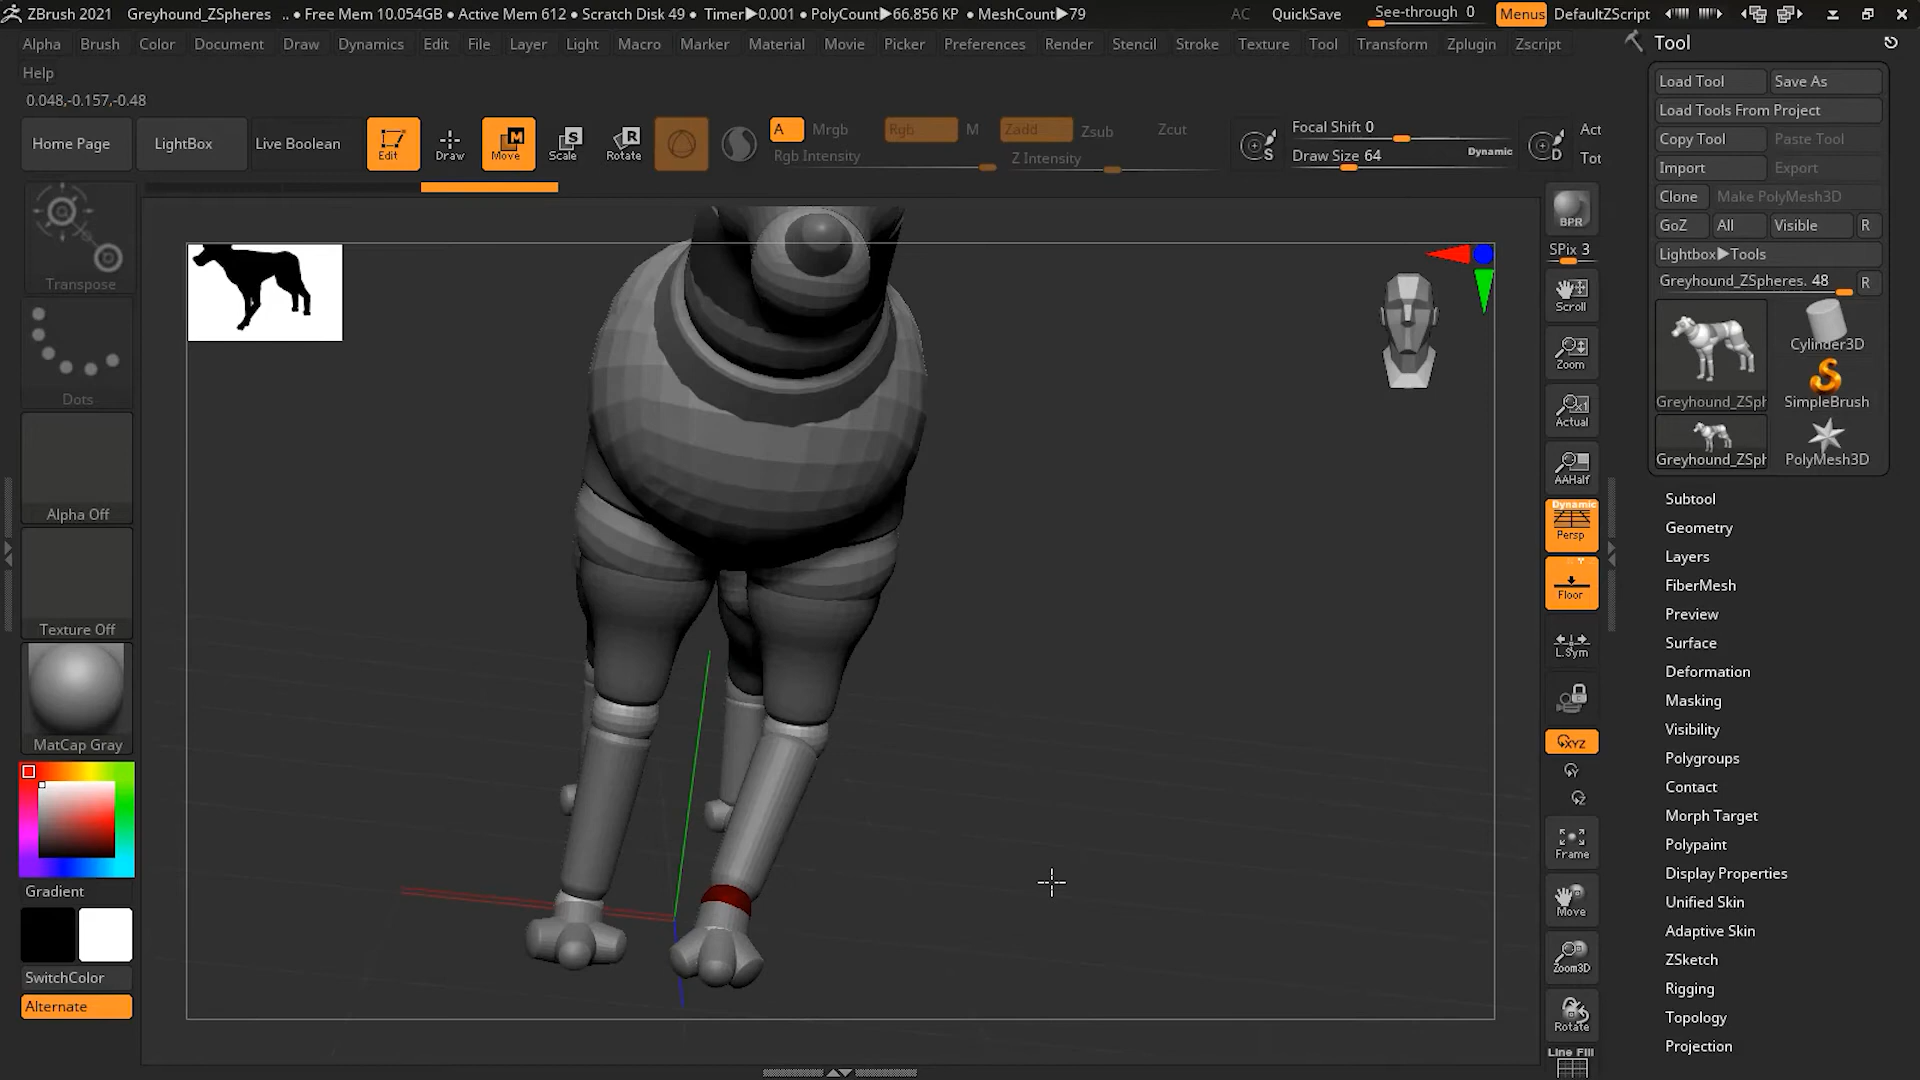 ZBrush 2021 Greyhound_ZSpheres .. • Free Mem 10.054GB • Active Mem 612 • Scratch Disk 49 • Timer▶0.001 • PolyCount▶66.856 KP • MeshCount▶79 AC QuickSave See-through 0 Menus DefaultZScript
Alpha Brush Color Document Draw Dynamics Edit File Layer Light Macro Marker Material Movie Picker Preferences Render Stencil Stroke Texture Tool Transform Zplugin Zscript
Help
0.048,-0.157,-0.48
Home Page LightBox Live Boolean Edit Draw Move Scale Rotate
A Mrgb Rgb M Zadd Zsub Zcut
Rgb Intensity Z Intensity
S Focal Shift 0
Draw Size 64 Dynamic
D Act
Tot
Transpose
Dots
Alpha Off
Texture Off
MatCap Gray
Gradient
SwitchColor
Alternate
BPR
SPix 3
Scroll
Zoom
Actual
AAHalf
Dynamic
Persp
Floor
L.Sym
XYZ
Y
Z
Frame
Move
Zoom3D
Rotate
Line Fill
Tool
Load Tool Save As
Load Tools From Project
Copy Tool Paste Tool
Import Export
Clone Make PolyMesh3D
GoZ All Visible R
Lightbox▶Tools
Greyhound_ZSpheres. 48 R
Cylinder3D
Greyhound_ZSph SimpleBrush
Greyhound_ZSph PolyMesh3D
Subtool
Geometry
Layers
FiberMesh
Preview
Surface
Deformation
Masking
Visibility
Polygroups
Contact
Morph Target
Polypaint
Display Properties
Unified Skin
Adaptive Skin
ZSketch
Rigging
Topology
Projection